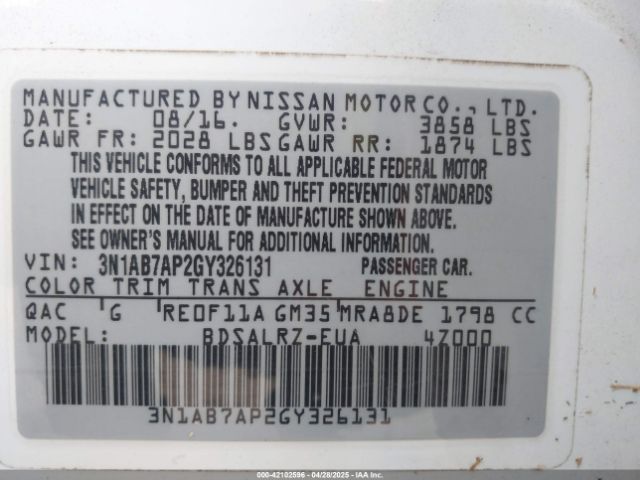 MANUFACTURED BY NISSAN MOTOR CO., LTD.
DATE: 08/16. GVWR: 3858 LBS
GAWR FR: 2028 LBS GAWR RR: 1874 LBS
THIS VEHICLE CONFORMS TO ALL APPLICABLE FEDERAL MOTOR
VEHICLE SAFETY, BUMPER AND THEFT PREVENTION STANDARDS
IN EFFECT ON THE DATE OF MANUFACTURE SHOWN ABOVE.
SEE OWNER'S MANUAL FOR ADDITIONAL INFORMATION.
VIN: 3N1AB7AP2GY326131 PASSENGER CAR.
COLOR TRIM TRANS AXLE ENGINE
QAC G RE0F11A GM35 MRA8DE 1798 CC
MODEL: BDSALRZ-EUA 4Z000
3N1AB7AP2GY326131
000-42102596 - 04/28/2025 - IAAI.COM